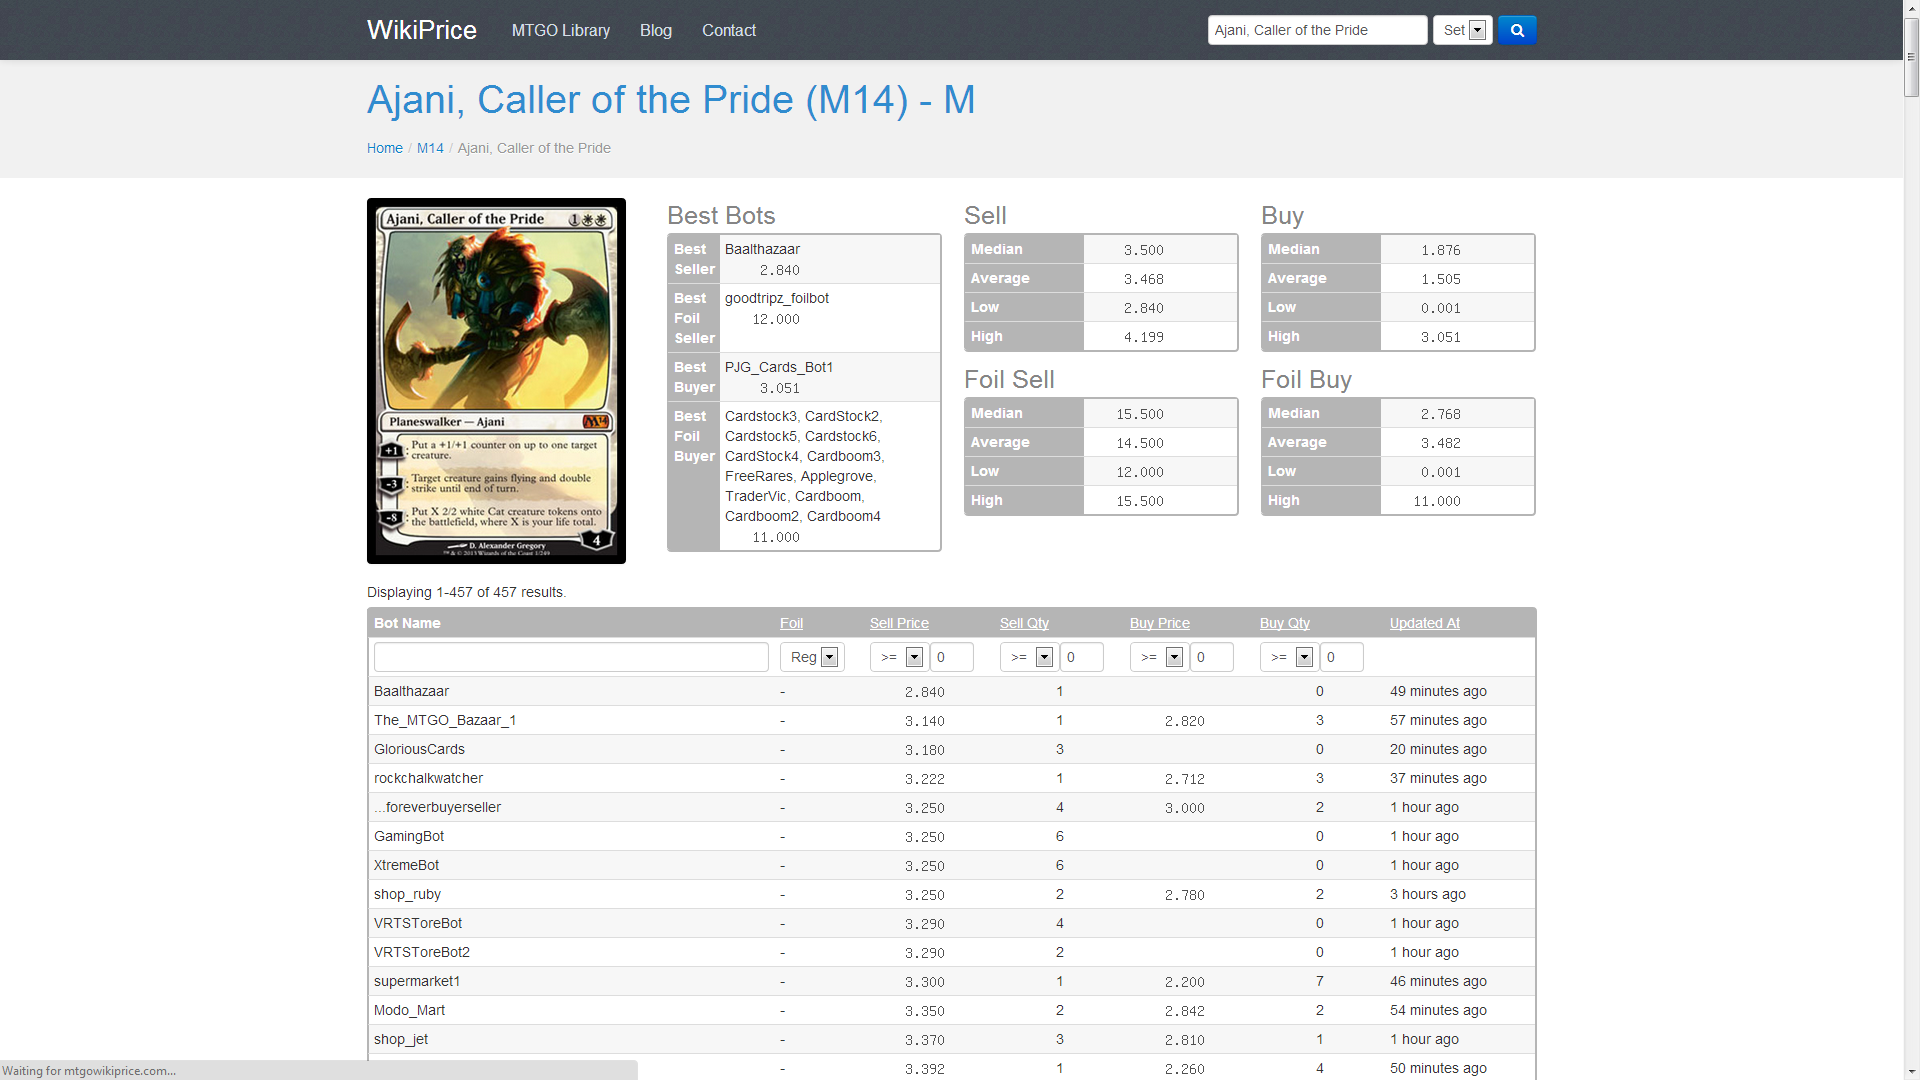 WikiPrice MTGO Library Blog Contact Ajani, Caller of the Pride Set
Ajani, Caller of the Pride (M14) - M
Home / M14 / Ajani, Caller of the Pride
Ajani, Caller of the Pride 1
Planeswalker — Ajani M14
+1 : Put a +1/+1 counter on up to one target
creature.
-3 : Target creature gains flying and double
strike until end of turn.
-8 : Put X 2/2 white Cat creature tokens onto
the battlefield, where X is your life total.
4
D. Alexander Gregory
™ & © 2013 Wizards of the Coast 1/249
Best Bots
Best Seller Baalthazaar
2.840
Best Foil Seller goodtripz_foilbot
12.000
Best Buyer PJG_Cards_Bot1
3.051
Best Foil Buyer Cardstock3, CardStock2,
Cardstock5, Cardstock6,
CardStock4, Cardboom3,
FreeRares, Applegrove,
TraderVic, Cardboom,
Cardboom2, Cardboom4
11.000
Sell
Median 3.500
Average 3.468
Low 2.840
High 4.199
Buy
Median 1.876
Average 1.505
Low 0.001
High 3.051
Foil Sell
Median 15.500
Average 14.500
Low 12.000
High 15.500
Foil Buy
Median 2.768
Average 3.482
Low 0.001
High 11.000
Displaying 1-457 of 457 results.
Bot Name Foil Sell Price Sell Qty Buy Price Buy Qty Updated At
Reg >= 0 >= 0 >= 0 >= 0
Baalthazaar - 2.840 1 0 49 minutes ago
The_MTGO_Bazaar_1 - 3.140 1 2.820 3 57 minutes ago
GloriousCards - 3.180 3 0 20 minutes ago
rockchalkwatcher - 3.222 1 2.712 3 37 minutes ago
...foreverbuyerseller - 3.250 4 3.000 2 1 hour ago
GamingBot - 3.250 6 0 1 hour ago
XtremeBot - 3.250 6 0 1 hour ago
shop_ruby - 3.250 2 2.780 2 3 hours ago
VRTSToreBot - 3.290 4 0 1 hour ago
VRTSToreBot2 - 3.290 2 0 1 hour ago
supermarket1 - 3.300 1 2.200 7 46 minutes ago
Modo_Mart - 3.350 2 2.842 2 54 minutes ago
shop_jet - 3.370 3 2.810 1 1 hour ago
- 3.392 1 2.260 4 50 minutes ago
Waiting for mtgowikiprice.com...